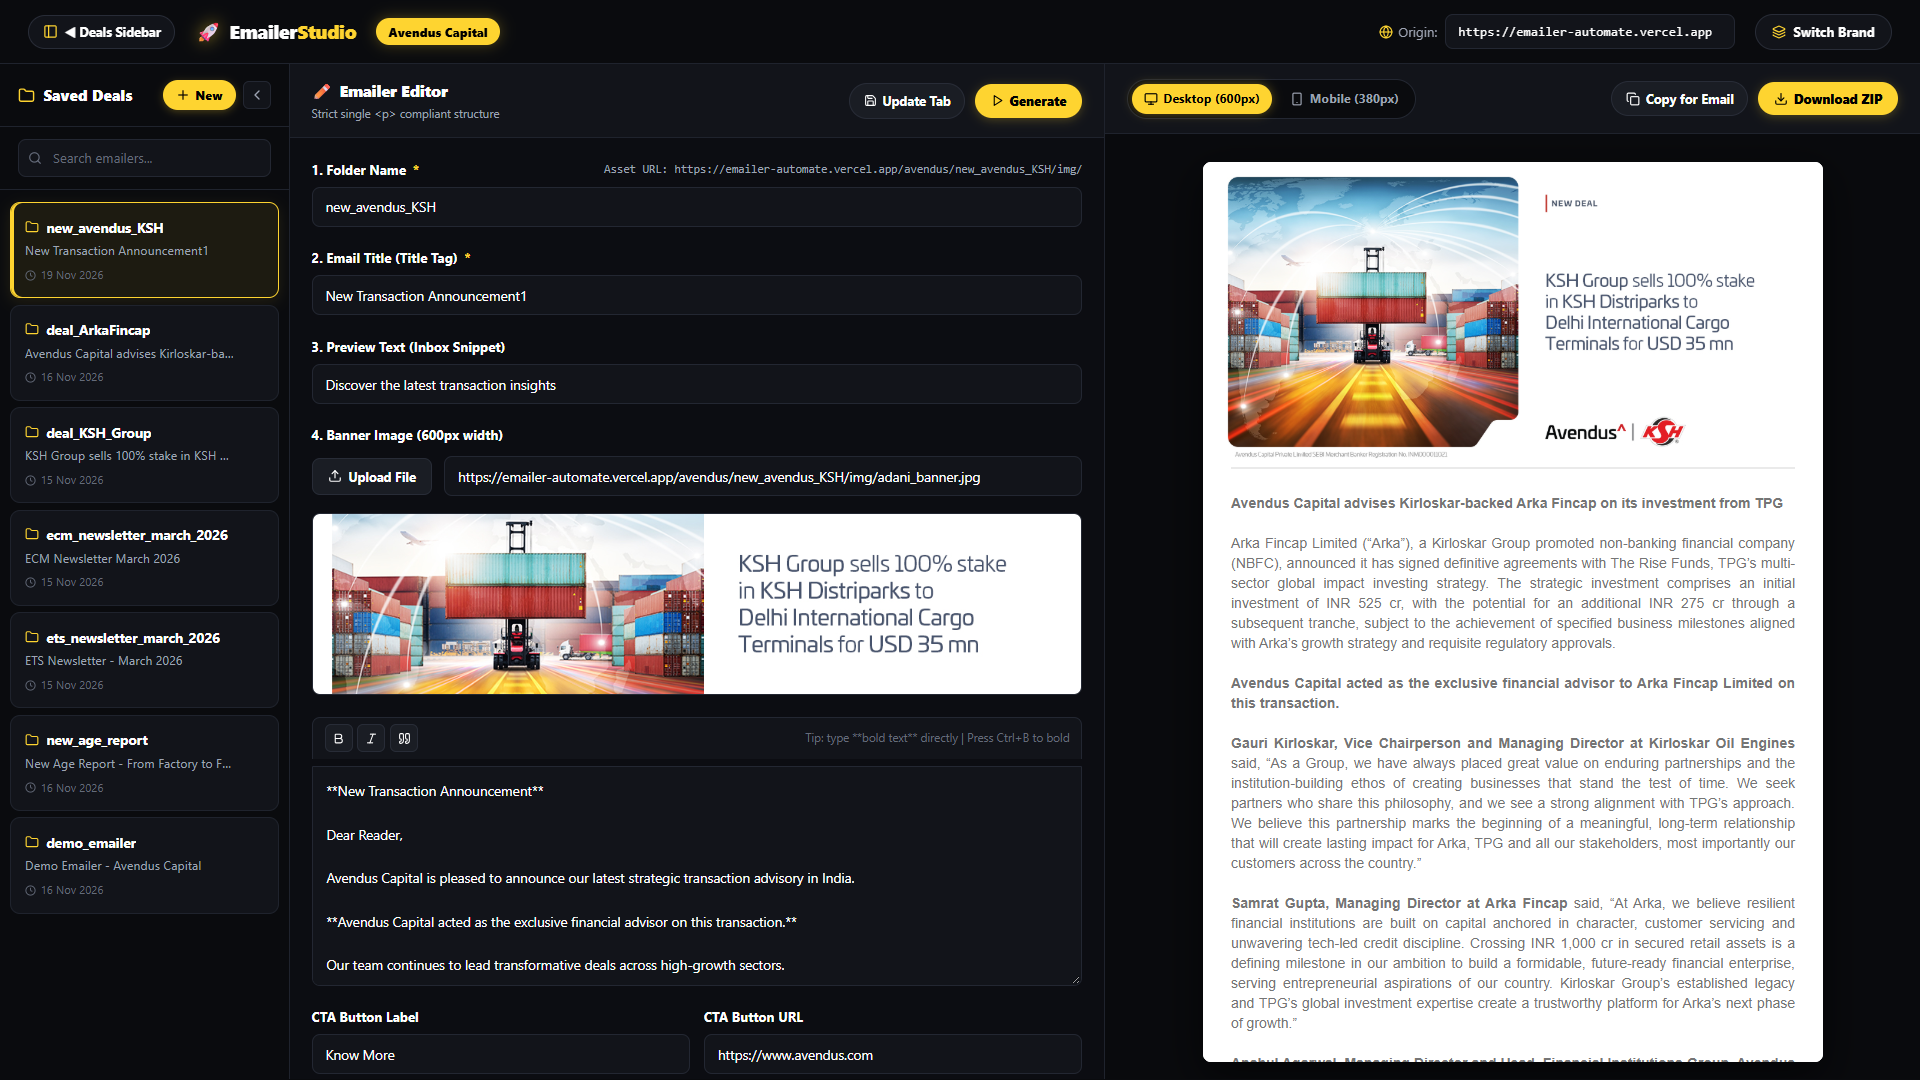 ◀ Deals Sidebar
EmailerStudio
Avendus Capital
Origin:
https://emailer-automate.vercel.app
Switch Brand
Saved Deals
+ New
Search emailers...
new_avendus_KSH
New Transaction Announcement1
19 Nov 2026
deal_ArkaFincap
Avendus Capital advises Kirloskar-ba...
16 Nov 2026
deal_KSH_Group
KSH Group sells 100% stake in KSH ...
15 Nov 2026
ecm_newsletter_march_2026
ECM Newsletter March 2026
15 Nov 2026
ets_newsletter_march_2026
ETS Newsletter - March 2026
15 Nov 2026
new_age_report
New Age Report - From Factory to F...
16 Nov 2026
demo_emailer
Demo Emailer - Avendus Capital
16 Nov 2026
Emailer Editor
Strict single <p> compliant structure
Update Tab
Generate
1. Folder Name *
Asset URL: https://emailer-automate.vercel.app/avendus/new_avendus_KSH/img/
new_avendus_KSH
2. Email Title (Title Tag) *
New Transaction Announcement1
3. Preview Text (Inbox Snippet)
Discover the latest transaction insights
4. Banner Image (600px width)
Upload File
https://emailer-automate.vercel.app/avendus/new_avendus_KSH/img/adani_banner.jpg
KSH Group sells 100% stake
in KSH Distriparks to
Delhi International Cargo
Terminals for USD 35 mn
B
I
Tip: type **bold text** directly | Press Ctrl+B to bold
**New Transaction Announcement**
Dear Reader,
Avendus Capital is pleased to announce our latest strategic transaction advisory in India.
**Avendus Capital acted as the exclusive financial advisor on this transaction.**
Our team continues to lead transformative deals across high-growth sectors.
CTA Button Label
Know More
CTA Button URL
https://www.avendus.com
Desktop (600px)
Mobile (380px)
Copy for Email
Download ZIP
NEW DEAL
KSH Group sells 100% stake
in KSH Distriparks to
Delhi International Cargo
Terminals for USD 35 mn
Avendus^ | KSH
Avendus Capital advises Kirloskar-backed Arka Fincap on its investment from TPG
Arka Fincap Limited (“Arka”), a Kirloskar Group promoted non-banking financial company
(NBFC), announced it has signed definitive agreements with The Rise Funds, TPG’s multi-
sector global impact investing strategy. The strategic investment comprises an initial
investment of INR 525 cr, with the potential for an additional INR 275 cr through a
subsequent tranche, subject to the achievement of specified business milestones aligned
with Arka’s growth strategy and requisite regulatory approvals.
Avendus Capital acted as the exclusive financial advisor to Arka Fincap Limited on
this transaction.
Gauri Kirloskar, Vice Chairperson and Managing Director at Kirloskar Oil Engines
said, “As a Group, we have always placed great value on enduring partnerships and the
institution-building ethos of creating businesses that stand the test of time. We seek
partners who share this philosophy, and we see a strong alignment with TPG’s approach.
We believe this partnership marks the beginning of a meaningful, long-term relationship
that will create lasting impact for Arka, TPG and all our stakeholders, most importantly our
customers across the country.”
Samrat Gupta, Managing Director at Arka Fincap said, “At Arka, we believe resilient
financial institutions are built on capital anchored in character, customer servicing and
unwavering tech-led credit discipline. Crossing INR 1,000 cr in secured retail assets is a
defining milestone in our ambition to build a formidable, future-ready financial enterprise,
serving entrepreneurial aspirations of our country. Kirloskar Group’s established legacy
and TPG’s global investment expertise create a trustworthy platform for Arka’s next phase
of growth.”